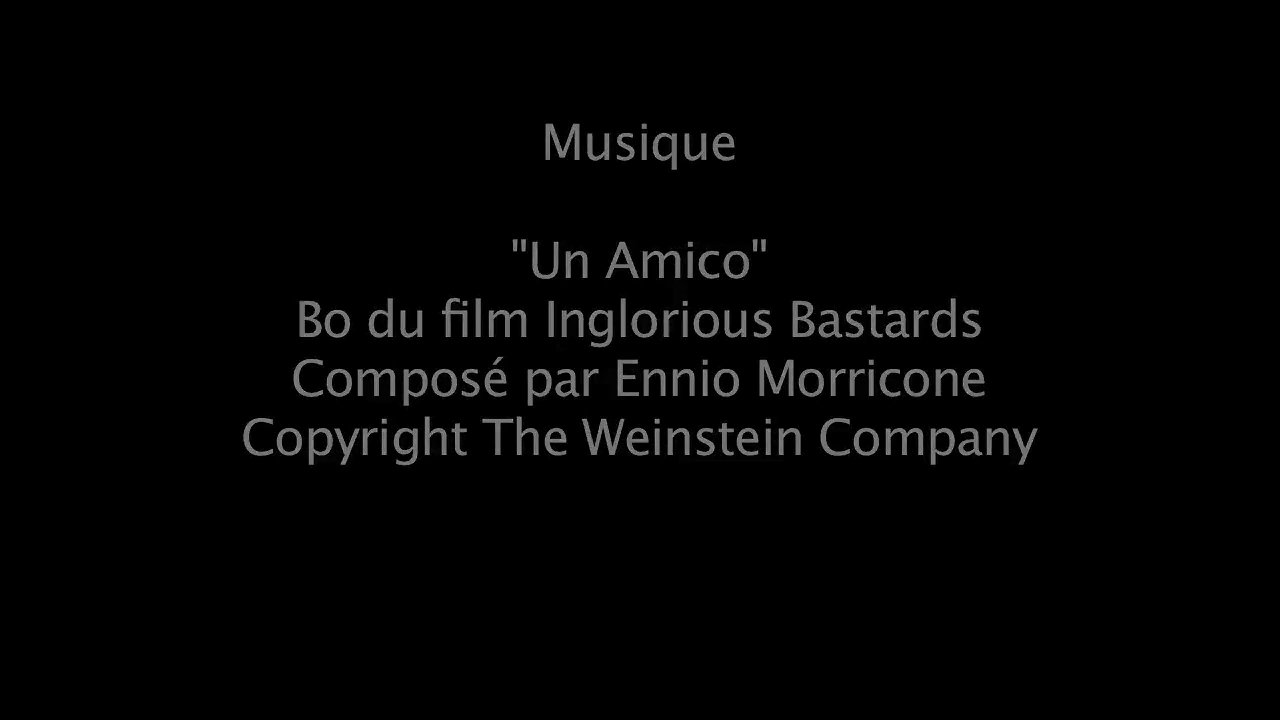 Musique
"Un Amico"
Bo du film Inglorious Bastards
Composé par Ennio Morricone
Copyright The Weinstein Company